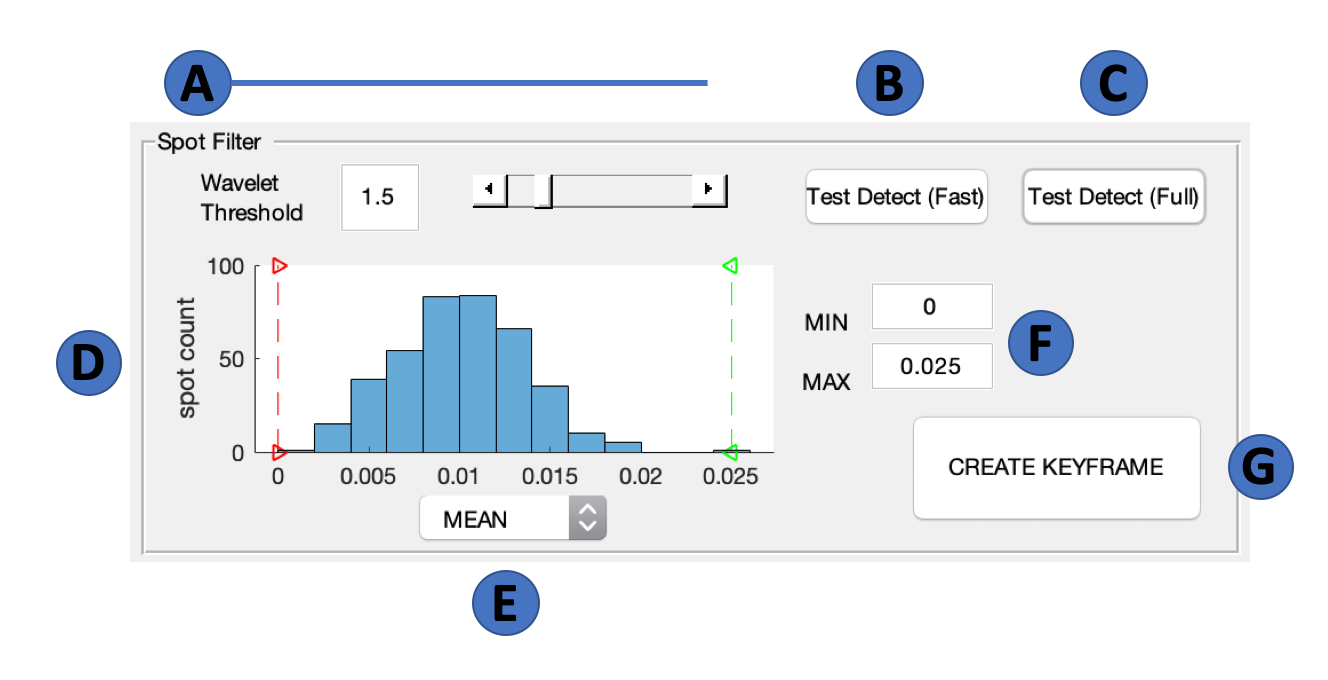 A
B
C
Spot Filter
Wavelet
Threshold
1.5
Test Detect (Fast)
Test Detect (Full)
100
50
0
spot count
0 0.005 0.01 0.015 0.02 0.025
MEAN
MIN 0
MAX 0.025
CREATE KEYFRAME
D
E
F
G